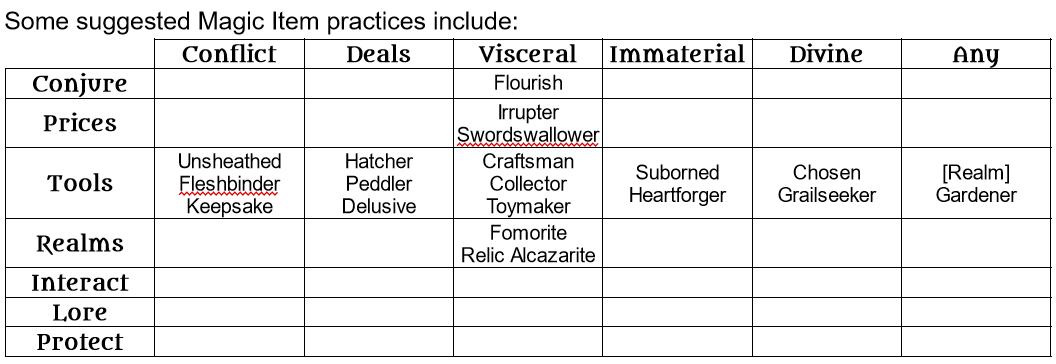 Some suggested Magic Item practices include:
Conflict Deals Visceral Immaterial Divine Any
Conjure Flourish
Prices Irrupter
Swordswallower
Tools Unsheathed Hatcher Craftsman Suborned Chosen [Realm]
Fleshbinder Peddler Collector Heartforger Grailseeker Gardener
Keepsake Delusive Toymaker
Realms Fomorite
Relic Alcazarite
Interact
Lore
Protect